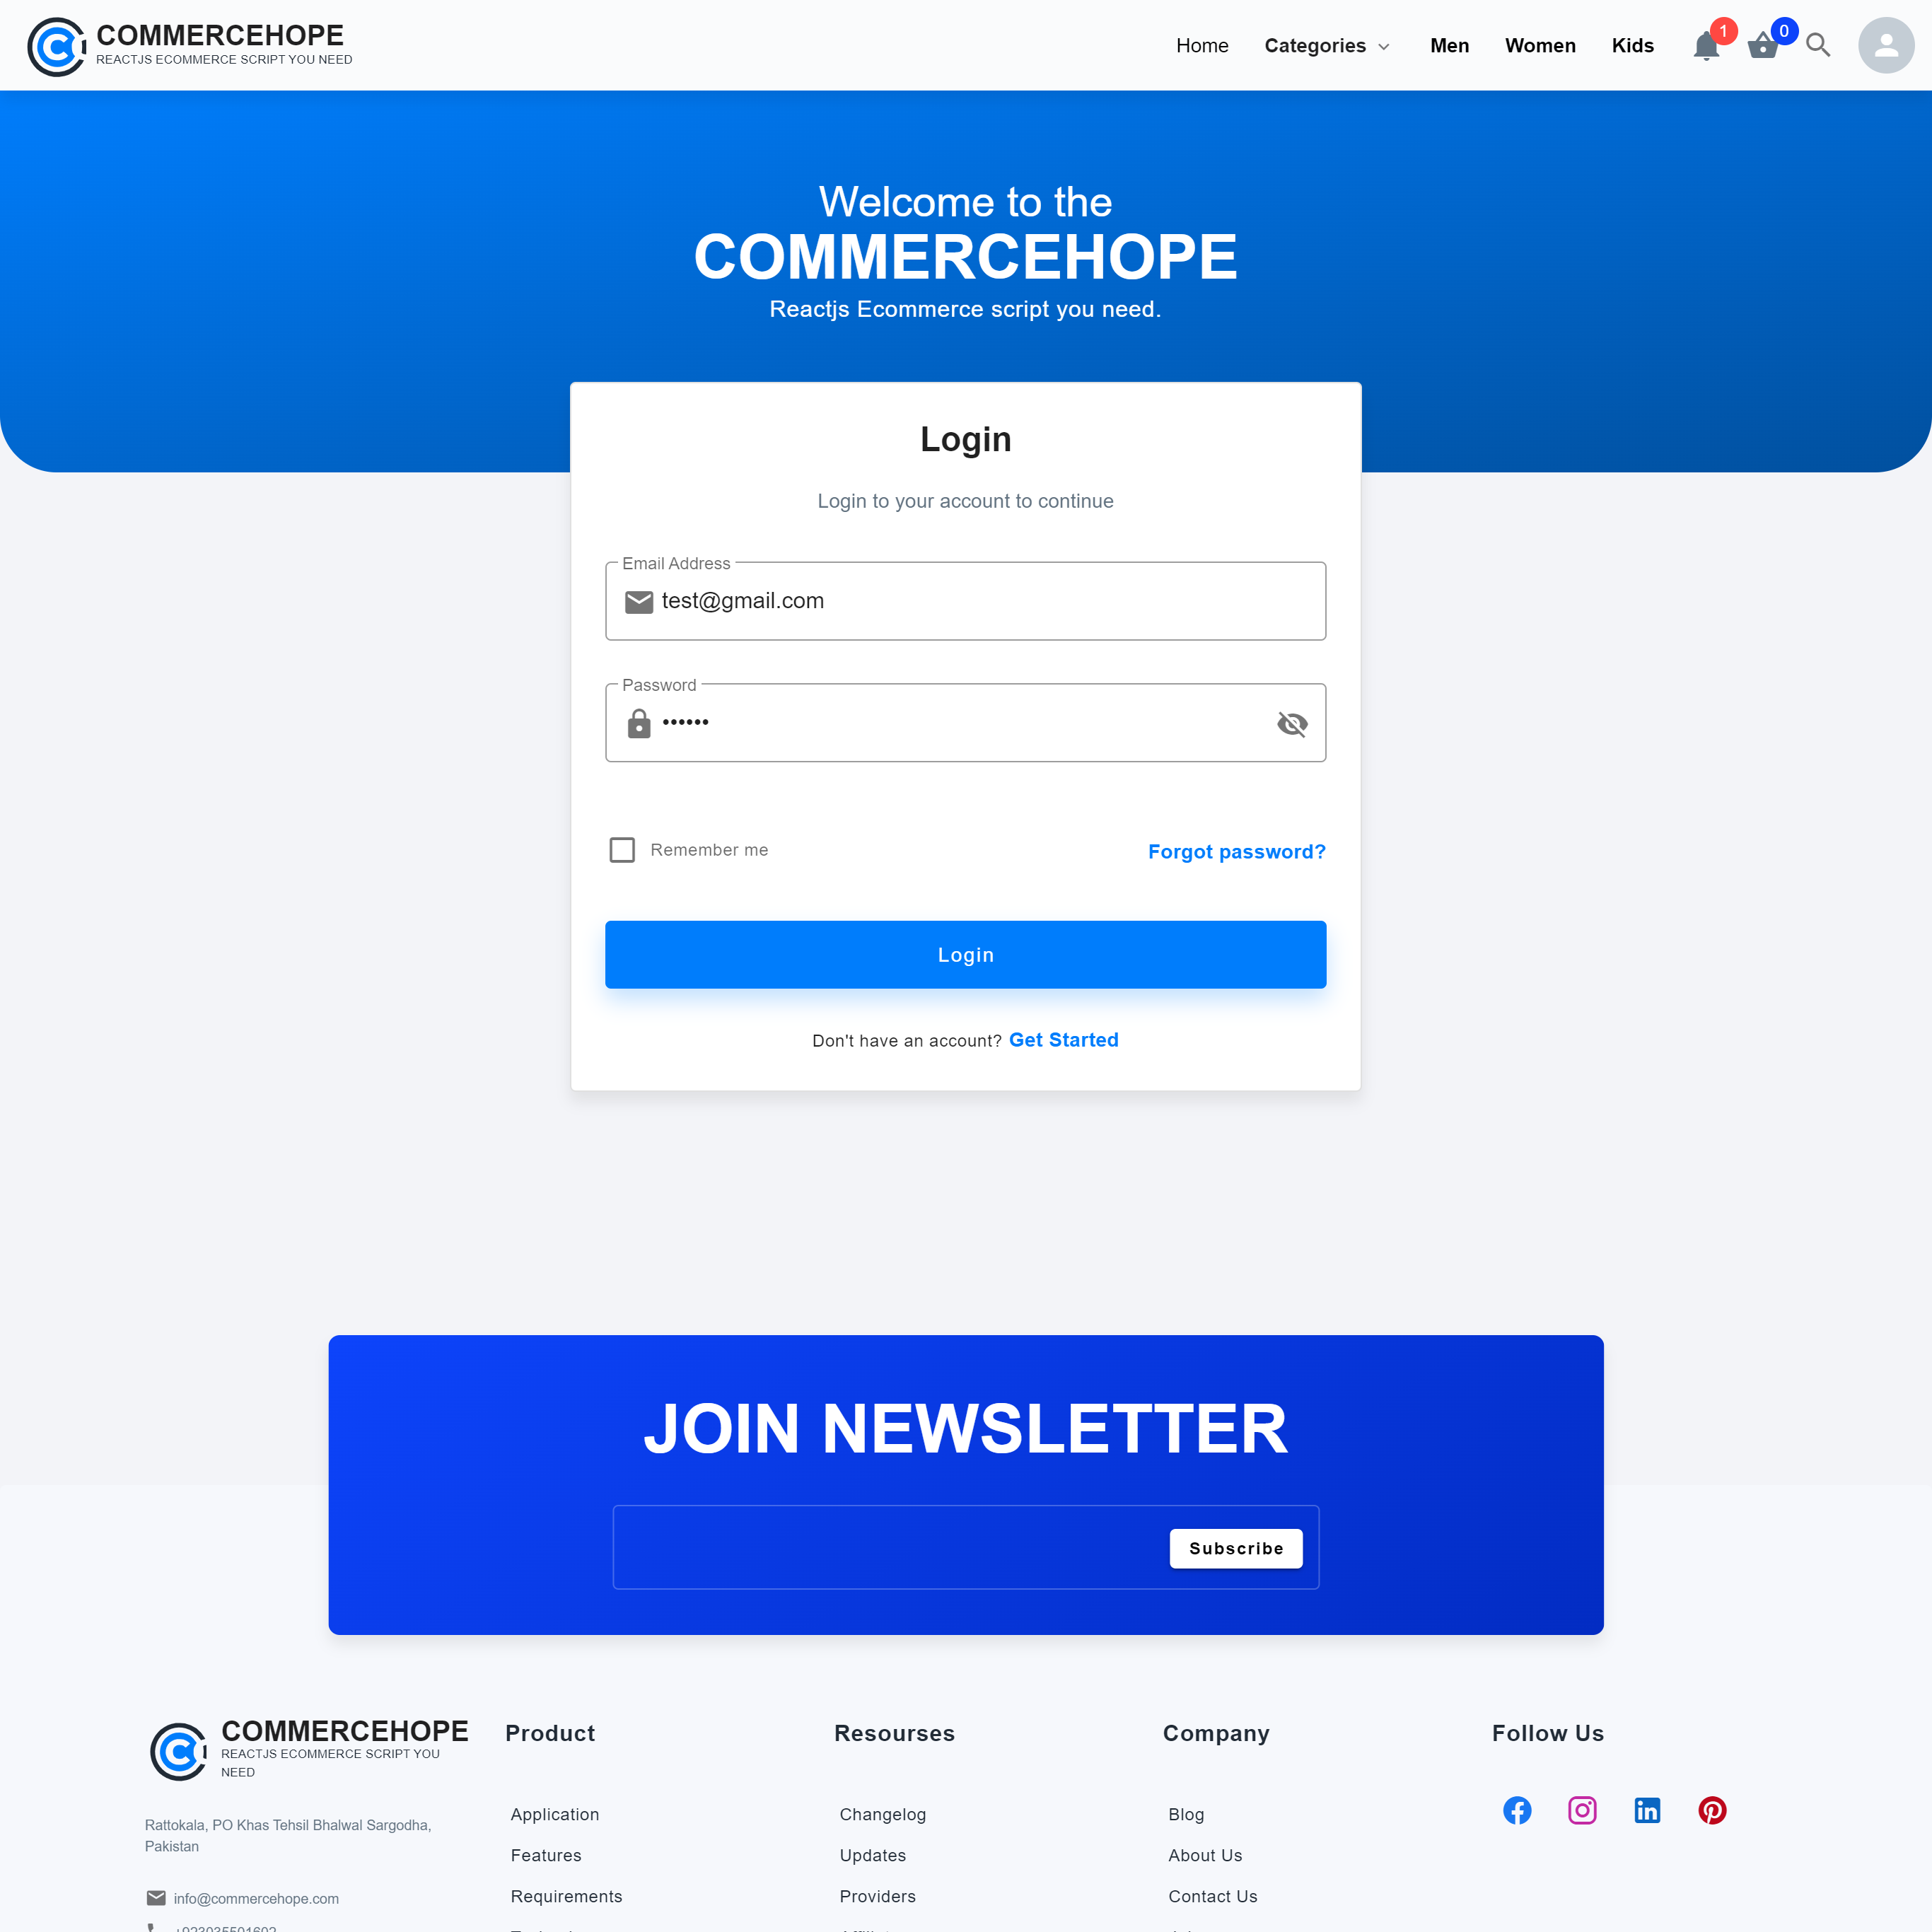 COMMERCEHOPE
REACTJS ECOMMERCE SCRIPT YOU NEED
Home Categories Men Women Kids 1 0
Welcome to the
COMMERCEHOPE
Reactjs Ecommerce script you need.
Login
Login to your account to continue
Email Address
test@gmail.com
Password
••••••
Remember me Forgot password?
Login
Don't have an account? Get Started
JOIN NEWSLETTER
Subscribe
COMMERCEHOPE
REACTJS ECOMMERCE SCRIPT YOU
NEED
Rattokala, PO Khas Tehsil Bhalwal Sargodha,
Pakistan
info@commercehope.com
Product
Application
Features
Requirements
Resourses
Changelog
Updates
Providers
Company
Blog
About Us
Contact Us
Follow Us